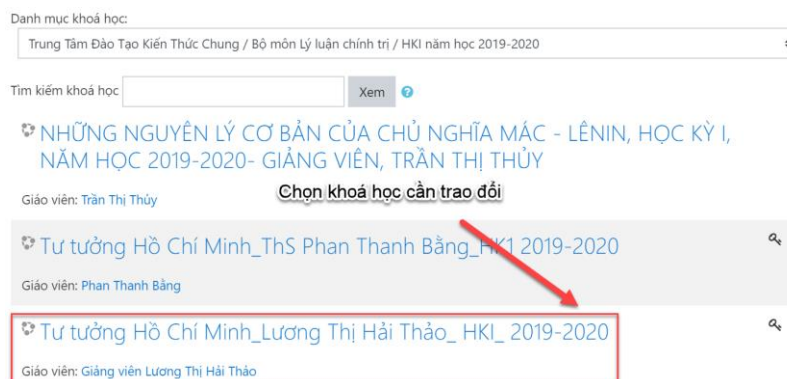 Danh mục khoá học:
Trung Tâm Đào Tạo Kiến Thức Chung / Bộ môn Lý luận chính trị / HKI năm học 2019-2020
Tìm kiếm khoá học Xem
NHỮNG NGUYÊN LÝ CƠ BẢN CỦA CHỦ NGHĨA MÁC - LÊNIN, HỌC KỲ I,
NĂM HỌC 2019-2020- GIẢNG VIÊN, TRẦN THỊ THỦY
Chọn khoá học cần trao đổi
Giáo viên: Trần Thị Thủy
Tư tưởng Hồ Chí Minh_ThS Phan Thanh Bằng_HK1 2019-2020
Giáo viên: Phan Thanh Bằng
Tư tưởng Hồ Chí Minh_Lương Thị Hải Thảo_ HKI_ 2019-2020
Giáo viên: Giảng viên Lương Thị Hải Thảo